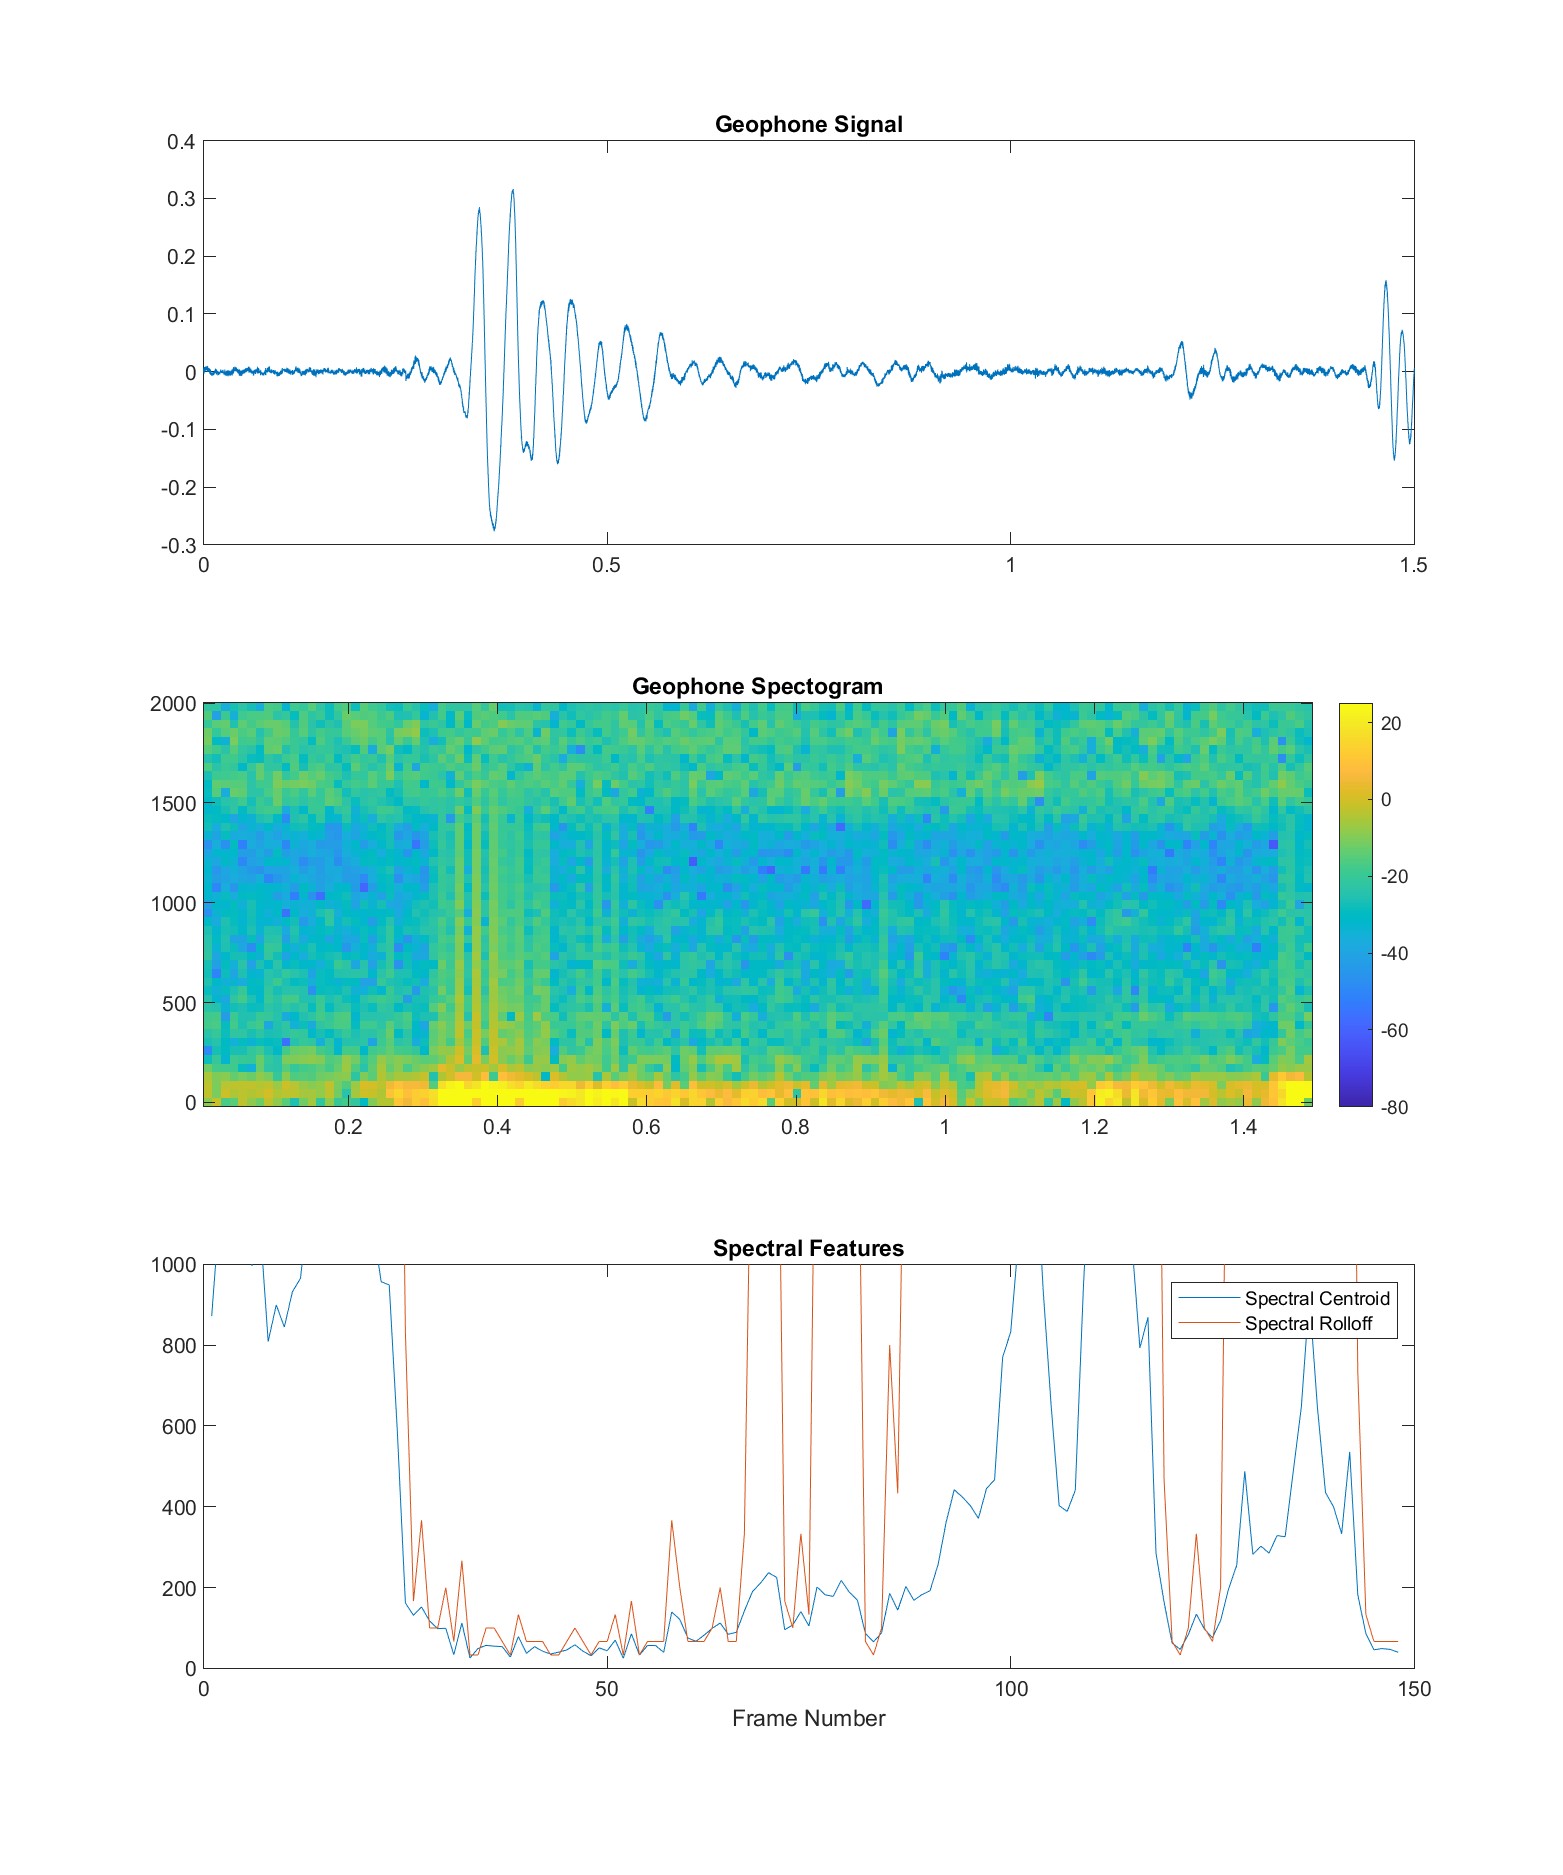 Geophone Signal
0.4
0.3
0.2
0.1
0
-0.1
-0.2
-0.3
0 0.5 1 1.5
Geophone Spectogram
2000
1500
1000
500
0
20
0
-20
-40
-60
-80
0.2 0.4 0.6 0.8 1 1.2 1.4
Spectral Features
1000
800
600
400
200
0
Spectral Centroid
Spectral Rolloff
0 50 100 150
Frame Number